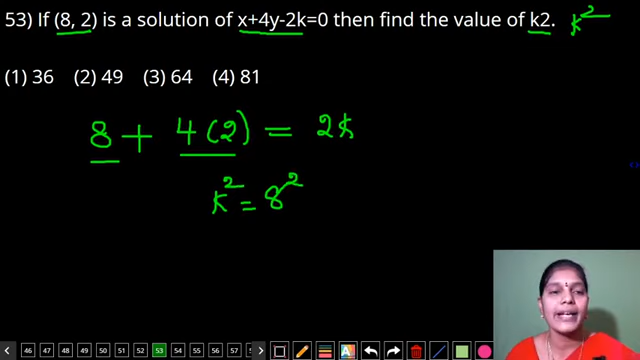 53) If (8, 2) is a solution of x+4y-2k=0 then find the value of k2. k²
(1) 36 (2) 49 (3) 64 (4) 81
8 + 4(2) = 2k
k² = 8²
< 46 47 48 49 50 51 52 53 54 55 56 57 58 59 60 >